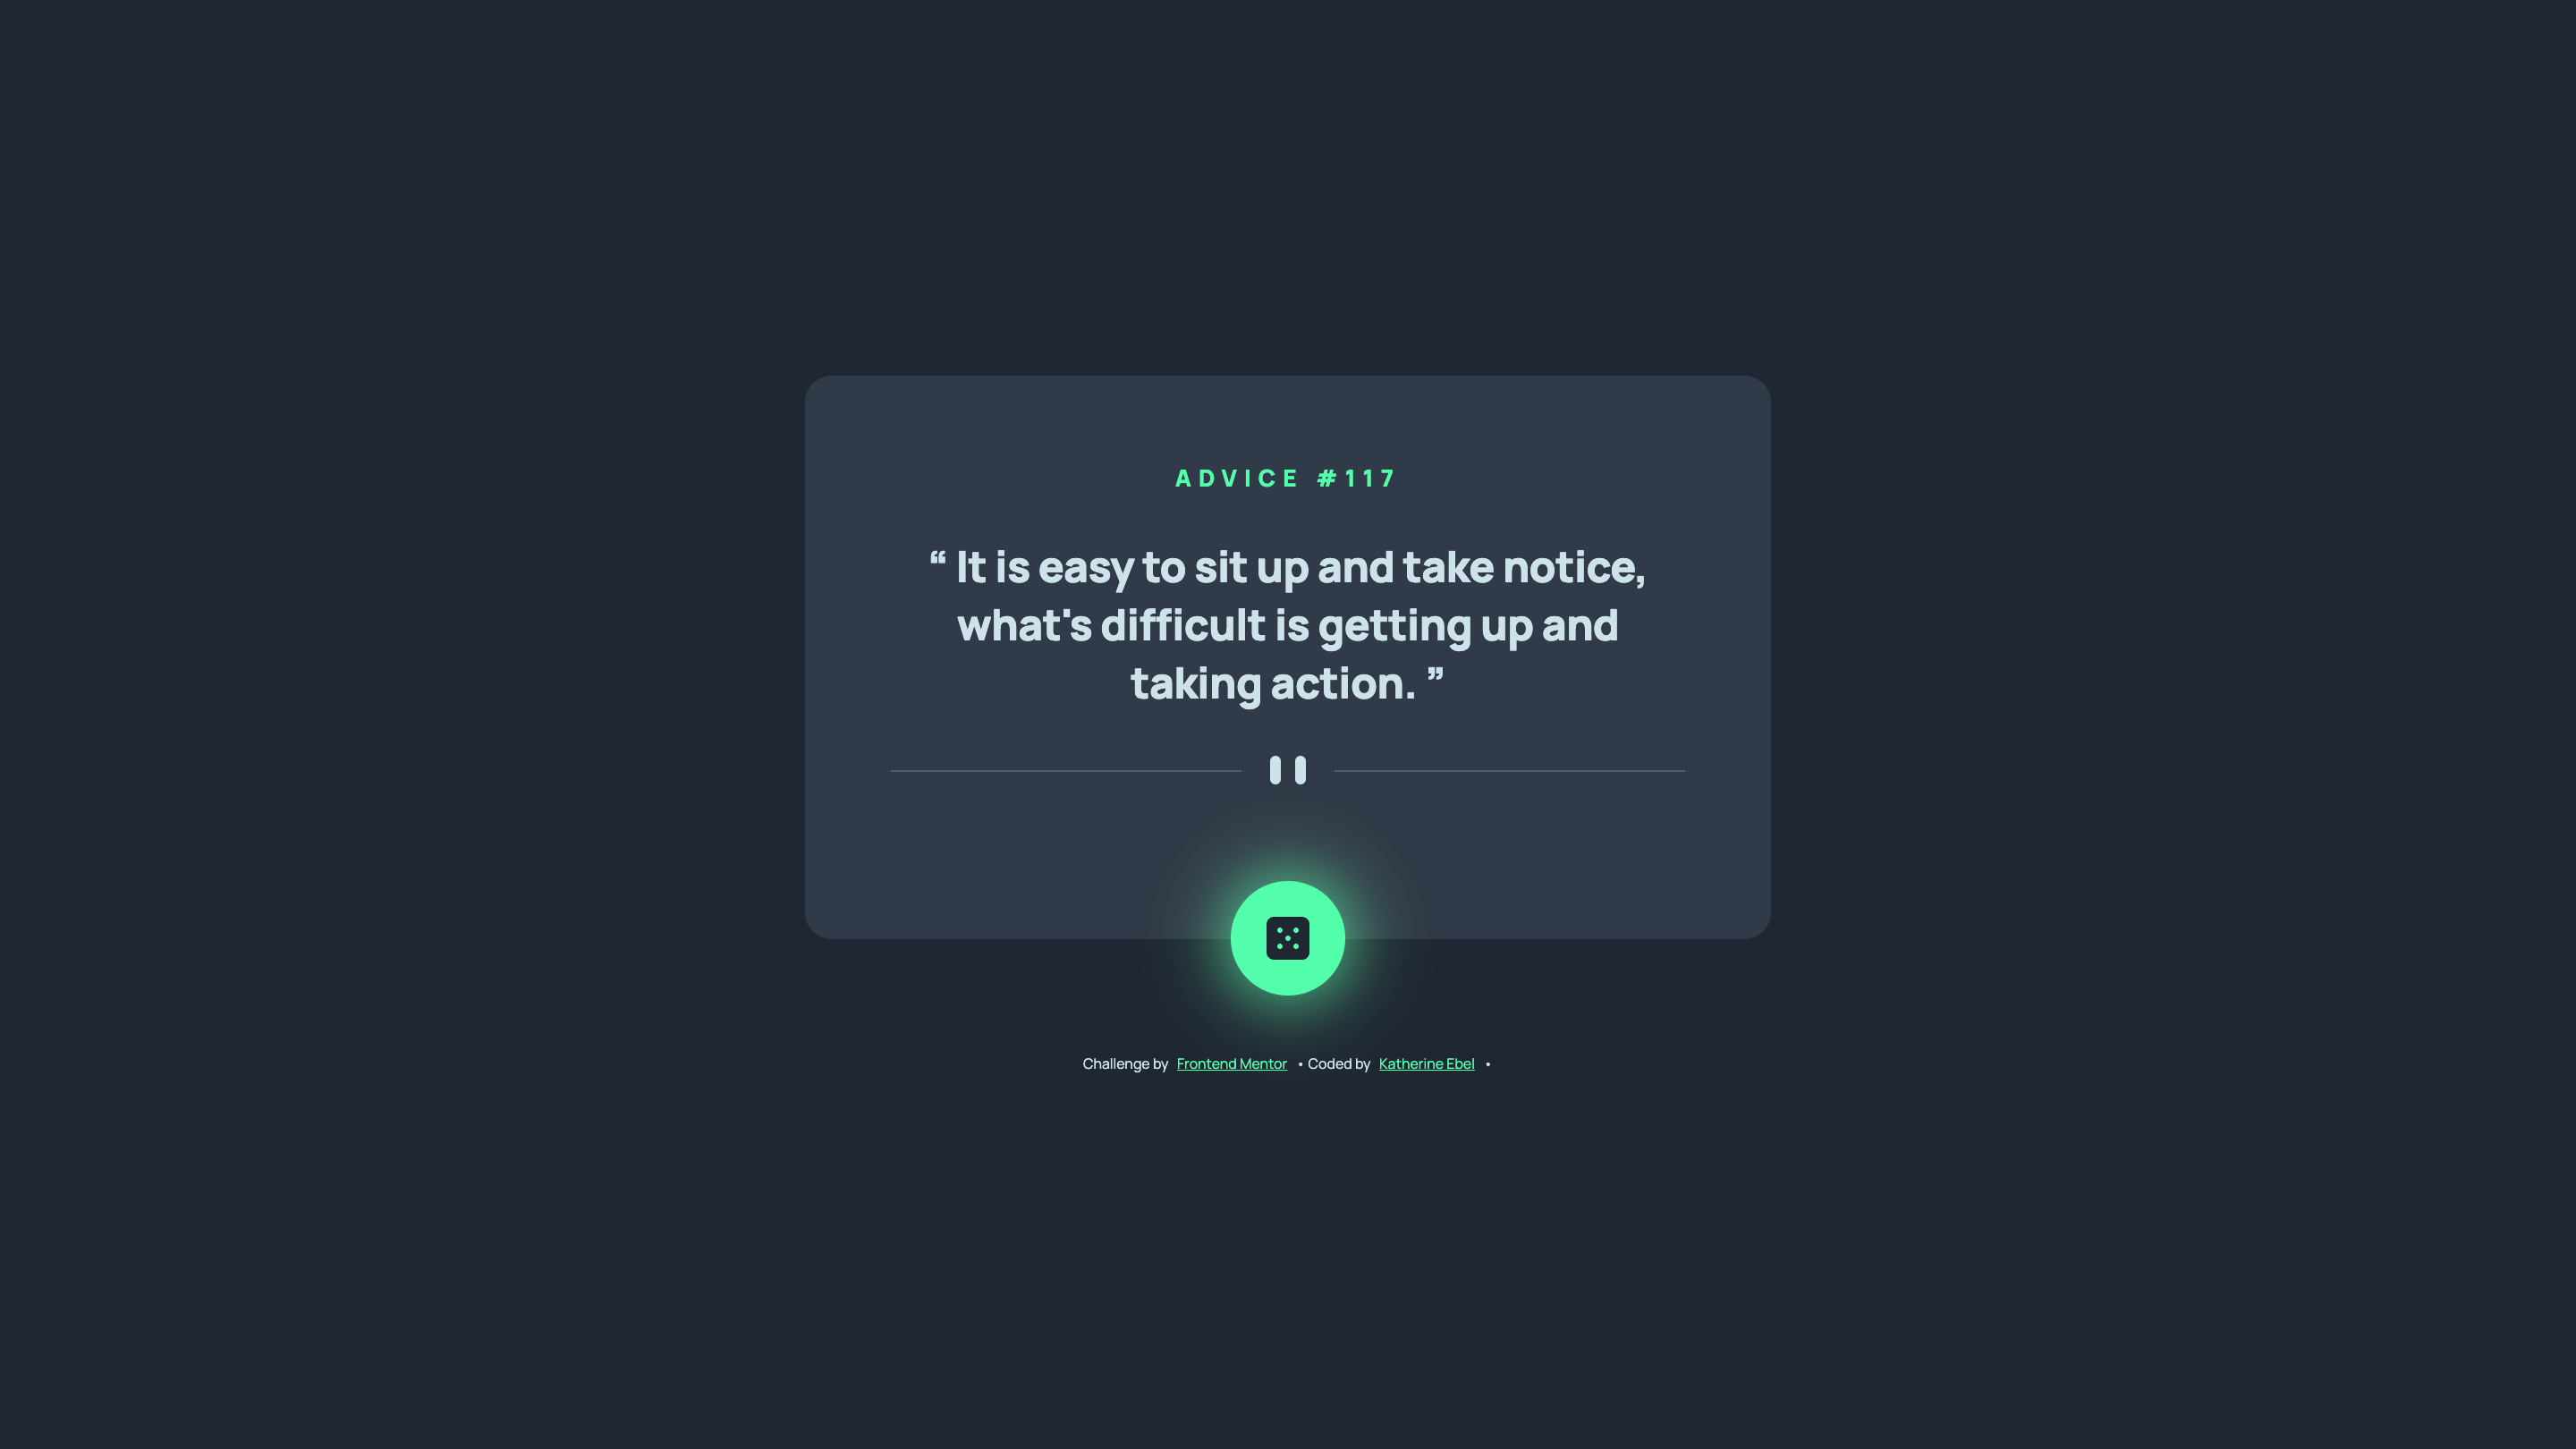 ADVICE #117
“ It is easy to sit up and take notice,
what's difficult is getting up and
taking action. ”
Challenge by Frontend Mentor • Coded by Katherine Ebel •